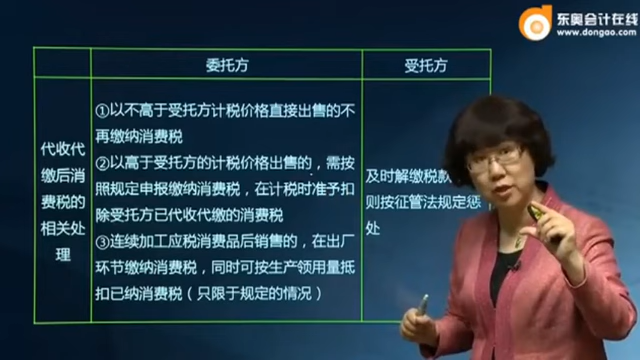 东奥会计在线
www.dongao.com
委托方
受托方
代收代
缴后消
费税的
相关处
理
①以不高于受托方计税价格直接出售的不
再缴纳消费税
②以高于受托方的计税价格出售的，需按
照规定申报缴纳消费税，在计税时准予扣
除受托方已代收代缴的消费税
③连续加工应税消费品后销售的，在出厂
环节缴纳消费税，同时可按生产领用量抵
扣已纳消费税（只限于规定的情况）
及时解缴税款
则按征管法规定惩
处